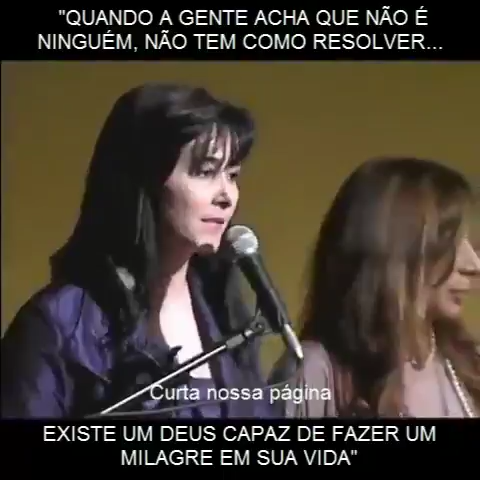 "QUANDO A GENTE ACHA QUE NÃO É
NINGUÉM, NÃO TEM COMO RESOLVER...
Curta nossa página
EXISTE UM DEUS CAPAZ DE FAZER UM
MILAGRE EM SUA VIDA"